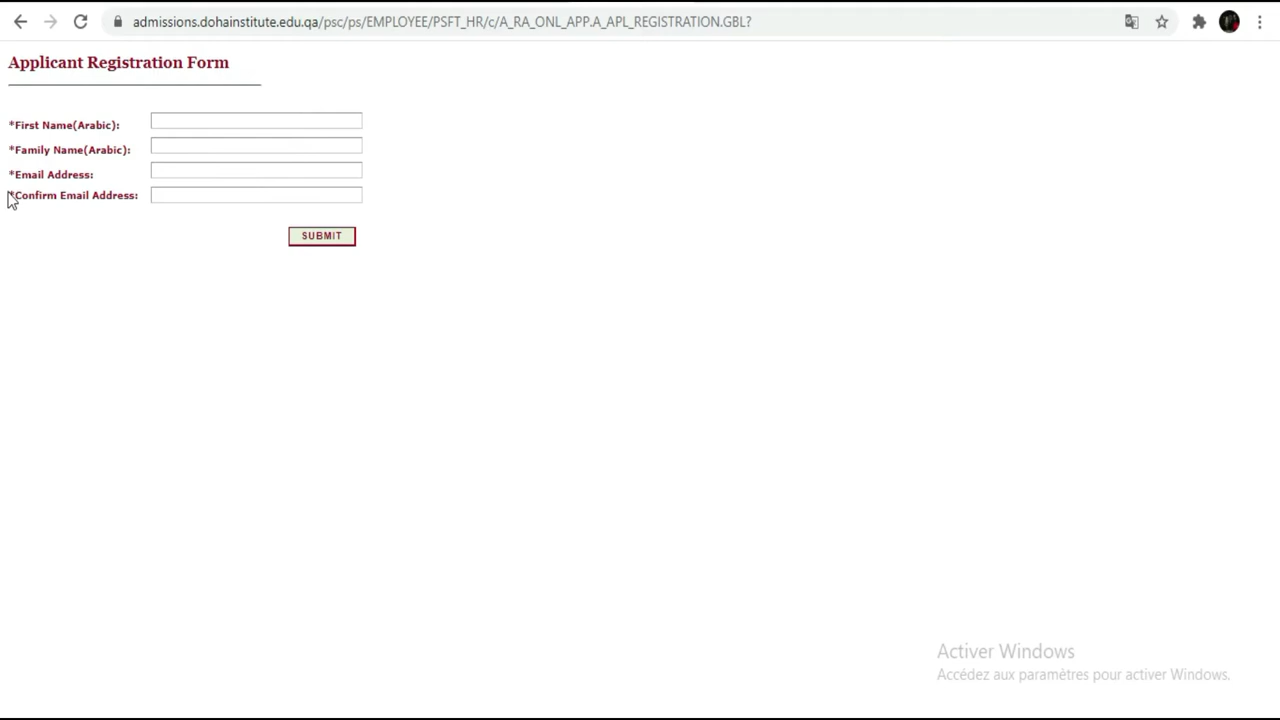 admissions.dohainstitute.edu.qa/psc/ps/EMPLOYEE/PSFT_HR/c/A_RA_ONL_APP.A_APL_REGISTRATION.GBL?
Applicant Registration Form
*First Name(Arabic):
*Family Name(Arabic):
*Email Address:
*Confirm Email Address:
SUBMIT
Activer Windows
Accédez aux paramètres pour activer Windows.